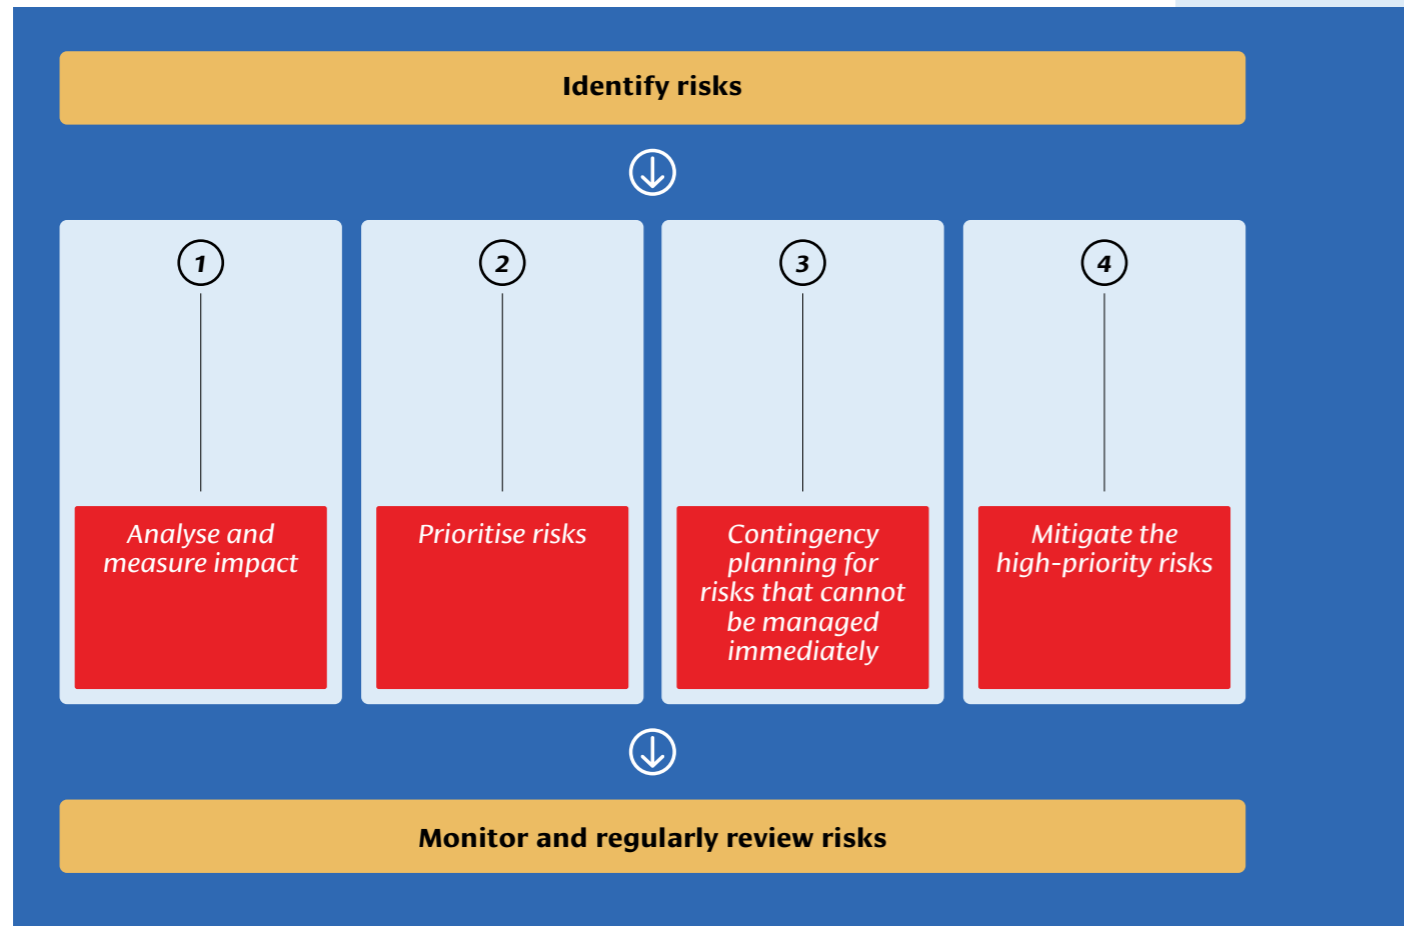 Identify risks
1
Analyse and
measure impact
2
Prioritise risks
3
Contingency
planning for
risks that cannot
be managed
immediately
4
Mitigate the
high-priority risks
Monitor and regularly review risks